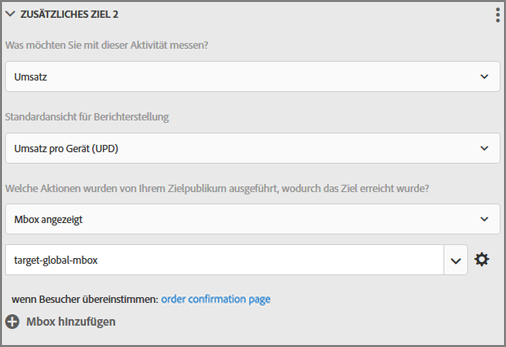 ZUSÄTZLICHES ZIEL 2
Was möchten Sie mit dieser Aktivität messen?
Umsatz
Standardansicht für Berichterstellung
Umsatz pro Gerät (UPD)
Welche Aktionen wurden von Ihrem Zielpublikum ausgeführt, wodurch das Ziel erreicht wurde?
Mbox angezeigt
target-global-mbox
wenn Besucher übereinstimmen: order confirmation page
Mbox hinzufügen